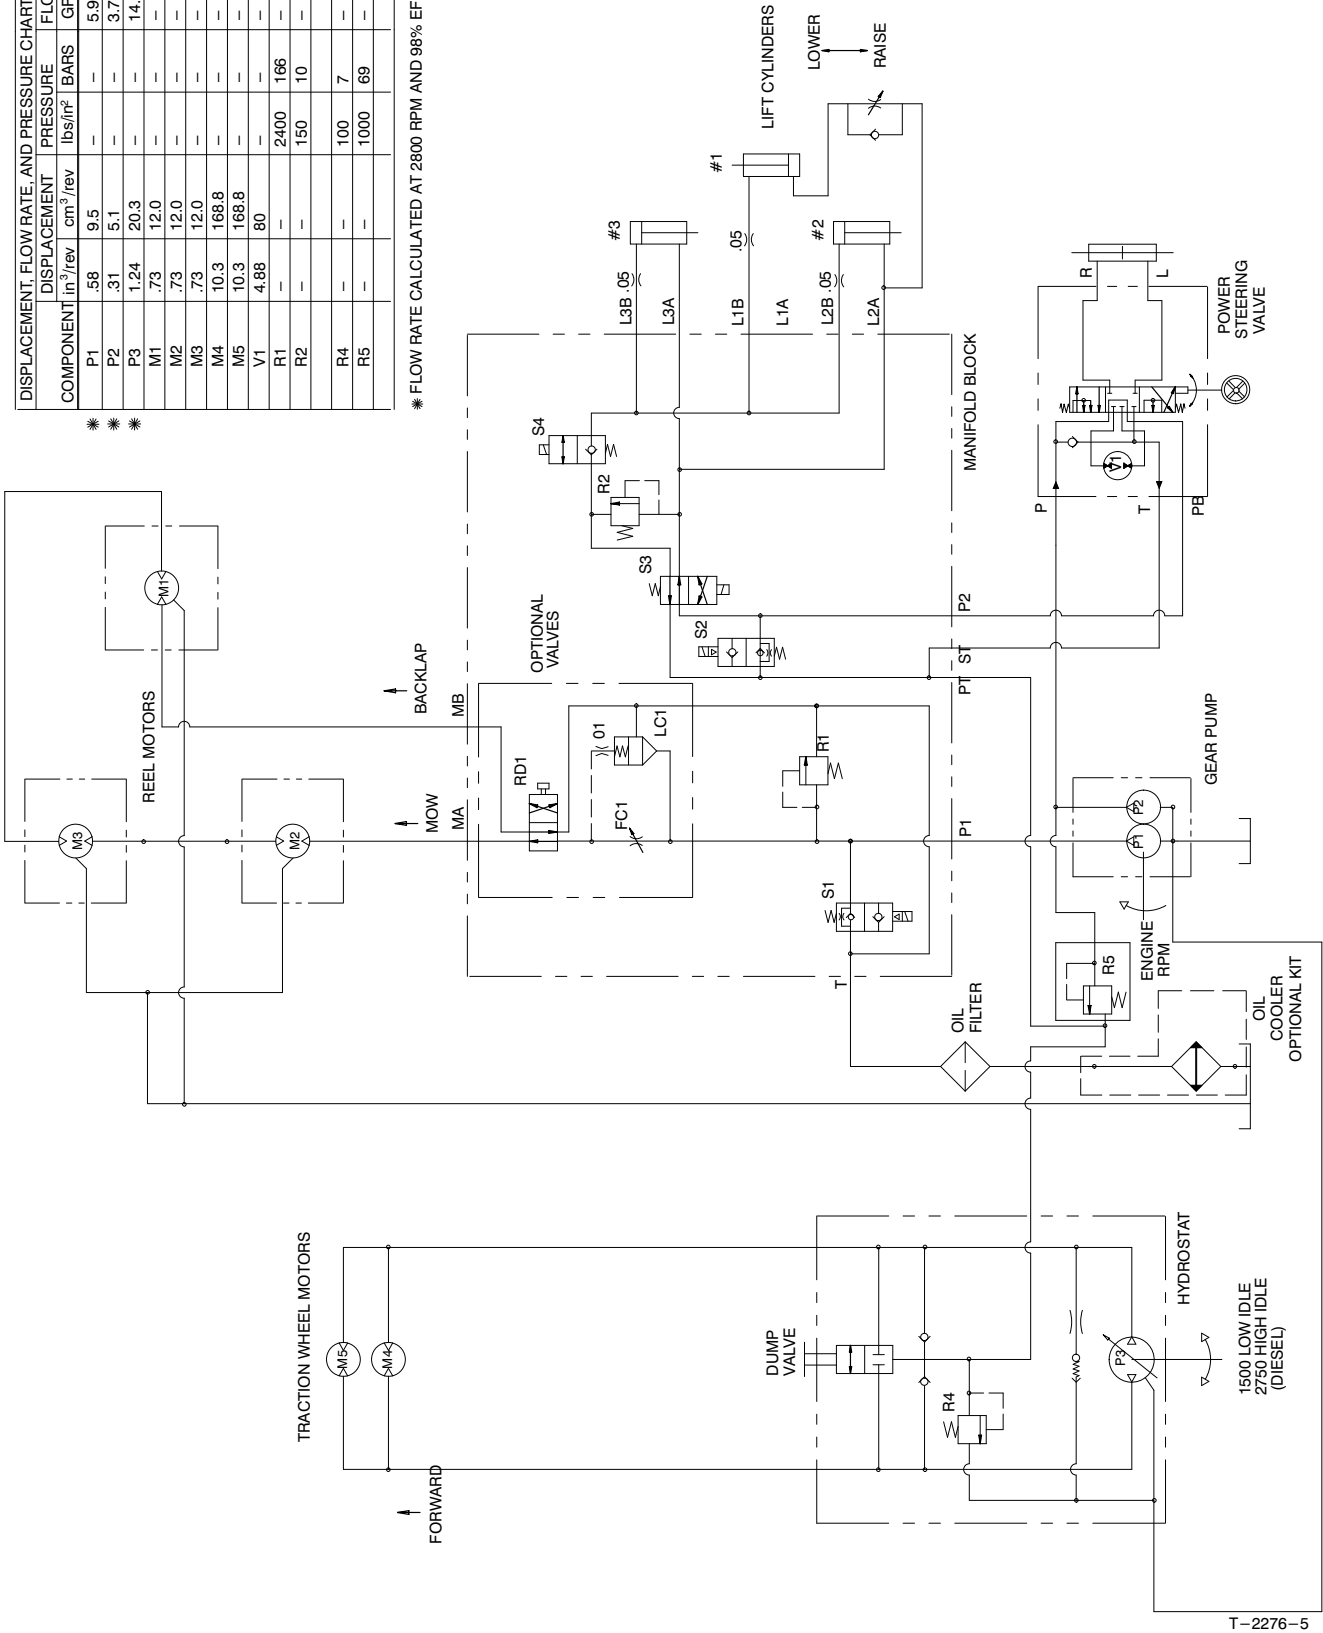 DISPLACEMENT, FLOW RATE, AND PRESSURE CHART
DISPLACEMENT PRESSURE
COMPONENT in³/rev cm³/rev lbs/in² BARS
✳ P1 .58 9.5 – – 5.9
✳ P2 .31 5.1 – – 3.7
✳ P3 1.24 20.3 – – 14.
M1 .73 12.0 – – –
M2 .73 12.0 – – –
M3 .73 12.0 – – –
M4 10.3 168.8 – – –
M5 10.3 168.8 – – –
V1 4.88 80 – – –
R1 – – 2400 166 –
R2 – – 150 10 –
R4 – – 100 7 –
R5 – – 1000 69 –
✳ FLOW RATE CALCULATED AT 2800 RPM AND 98% EF
M1
M3
M2
REEL MOTORS
BACKLAP
MOW
MB
MA
OPTIONAL
VALVES
RD1
01
LC1
FC1
R1
S1
S2
S3
S4
R2
T
P1
P2
PT
ST
MANIFOLD BLOCK
L3B .05
L3A
L1B
.05
L1A
L2B .05
L2A
#3
#1
#2
LIFT CYLINDERS
LOWER
RAISE
R
L
POWER
STEERING
VALVE
V1
P
T
PB
GEAR PUMP
P1
P2
ENGINE
RPM
R5
OIL
FILTER
OIL
COOLER
OPTIONAL KIT
TRACTION WHEEL MOTORS
M5
M4
FORWARD
DUMP
VALVE
R4
P3
HYDROSTAT
1500 LOW IDLE
2750 HIGH IDLE
(DIESEL)
T–2276–5